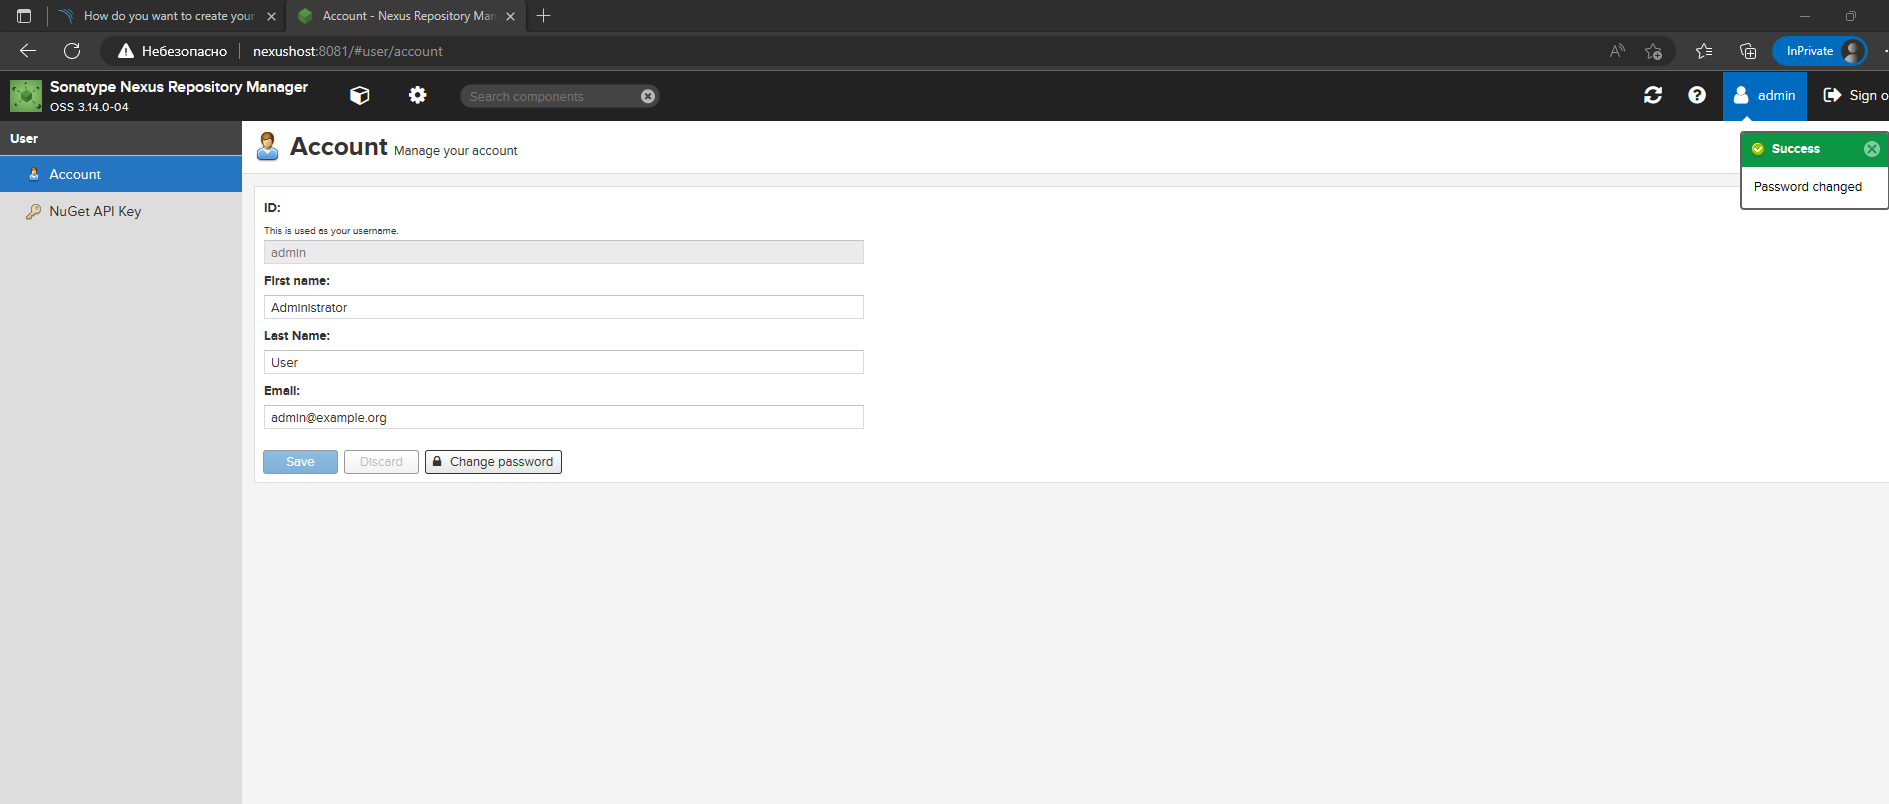 How do you want to create your
Account - Nexus Repository Man
Небезопасно
nexushost:8081/#user/account
InPrivate
Sonatype Nexus Repository Manager
OSS 3.14.0-04
Search components
admin
Sign o
User
Account
NuGet API Key
Account Manage your account
Success
Password changed
ID:
This is used as your username.
admin
First name:
Administrator
Last Name:
User
Email:
admin@example.org
Save
Discard
Change password